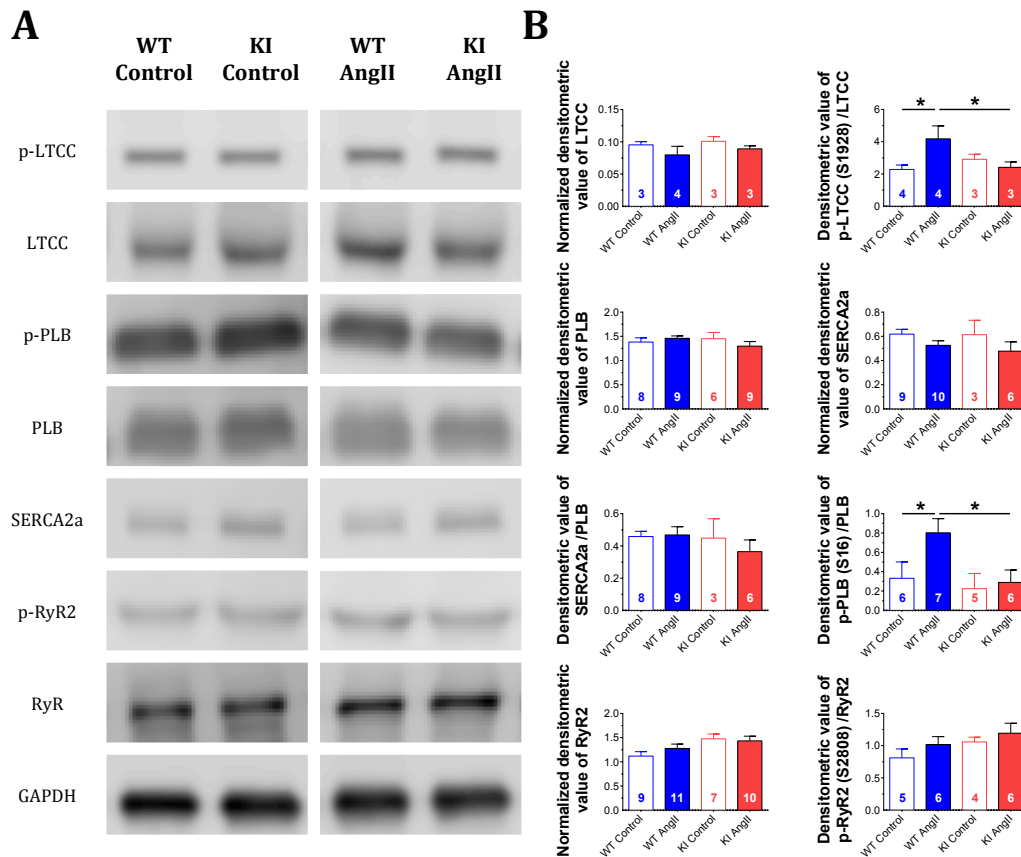 A
WT
Control
KI
Control
WT
AngII
KI
AngII
p-LTCC
LTCC
p-PLB
PLB
SERCA2a
p-RyR2
RyR
GAPDH
B
Normalized densitometric
value of LTCC
0.15
0.10
0.05
0.00
3
4
3
3
WT Control
WT AngII
KI Control
KI AngII
Densitometric value of
p-LTCC (S1928) /LTCC
6
4
2
0
*
*
4
4
3
3
WT Control
WT AngII
KI Control
KI AngII
Normalized densitometric
value of PLB
2.0
1.5
1.0
0.5
0.0
8
9
6
9
WT Control
WT AngII
KI Control
KI AngII
Normalized densitometric
value of SERCA2a
0.8
0.6
0.4
0.2
0.0
9
10
3
6
WT Control
WT AngII
KI Control
KI AngII
Densitometric value of
SERCA2a /PLB
0.6
0.4
0.2
0.0
8
9
3
6
WT Control
WT AngII
KI Control
KI AngII
Densitometric value of
p-PLB (S16) /PLB
1.0
0.8
0.6
0.4
0.2
0.0
*
*
6
7
5
6
WT Control
WT AngII
KI Control
KI AngII
Normalized densitometric
value of RyR2
2.0
1.5
1.0
0.5
0.0
9
11
7
10
WT Control
WT AngII
KI Control
KI AngII
Densitometric value of
p-RyR2 (S2808) /RyR2
1.5
1.0
0.5
0.0
5
6
4
6
WT Control
WT AngII
KI Control
KI AngII